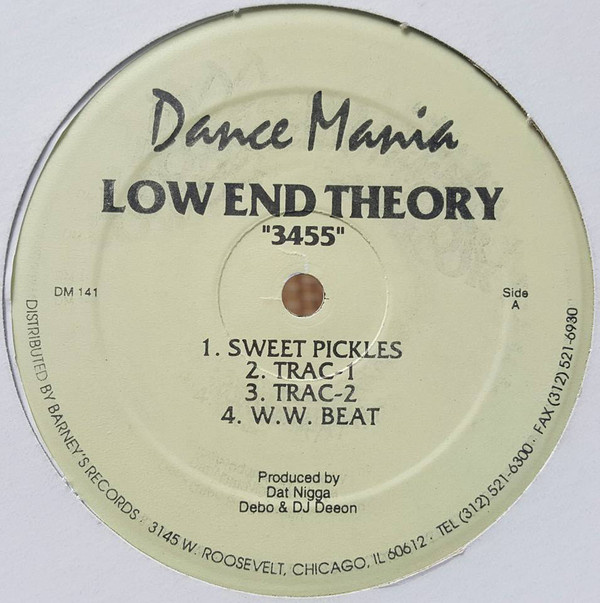 Dance Mania
LOW END THEORY
"3455"
DM 141
Side
A
1. SWEET PICKLES
2. TRAC-1
3. TRAC-2
4. W.W. BEAT
Produced by
Dat Nigga
Debo & DJ Deeon
DISTRIBUTED BY BARNEY'S RECORDS · 3145 W. ROOSEVELT, CHICAGO, IL 60612 · TEL (312) 521-6300 · FAX (312) 521-6930